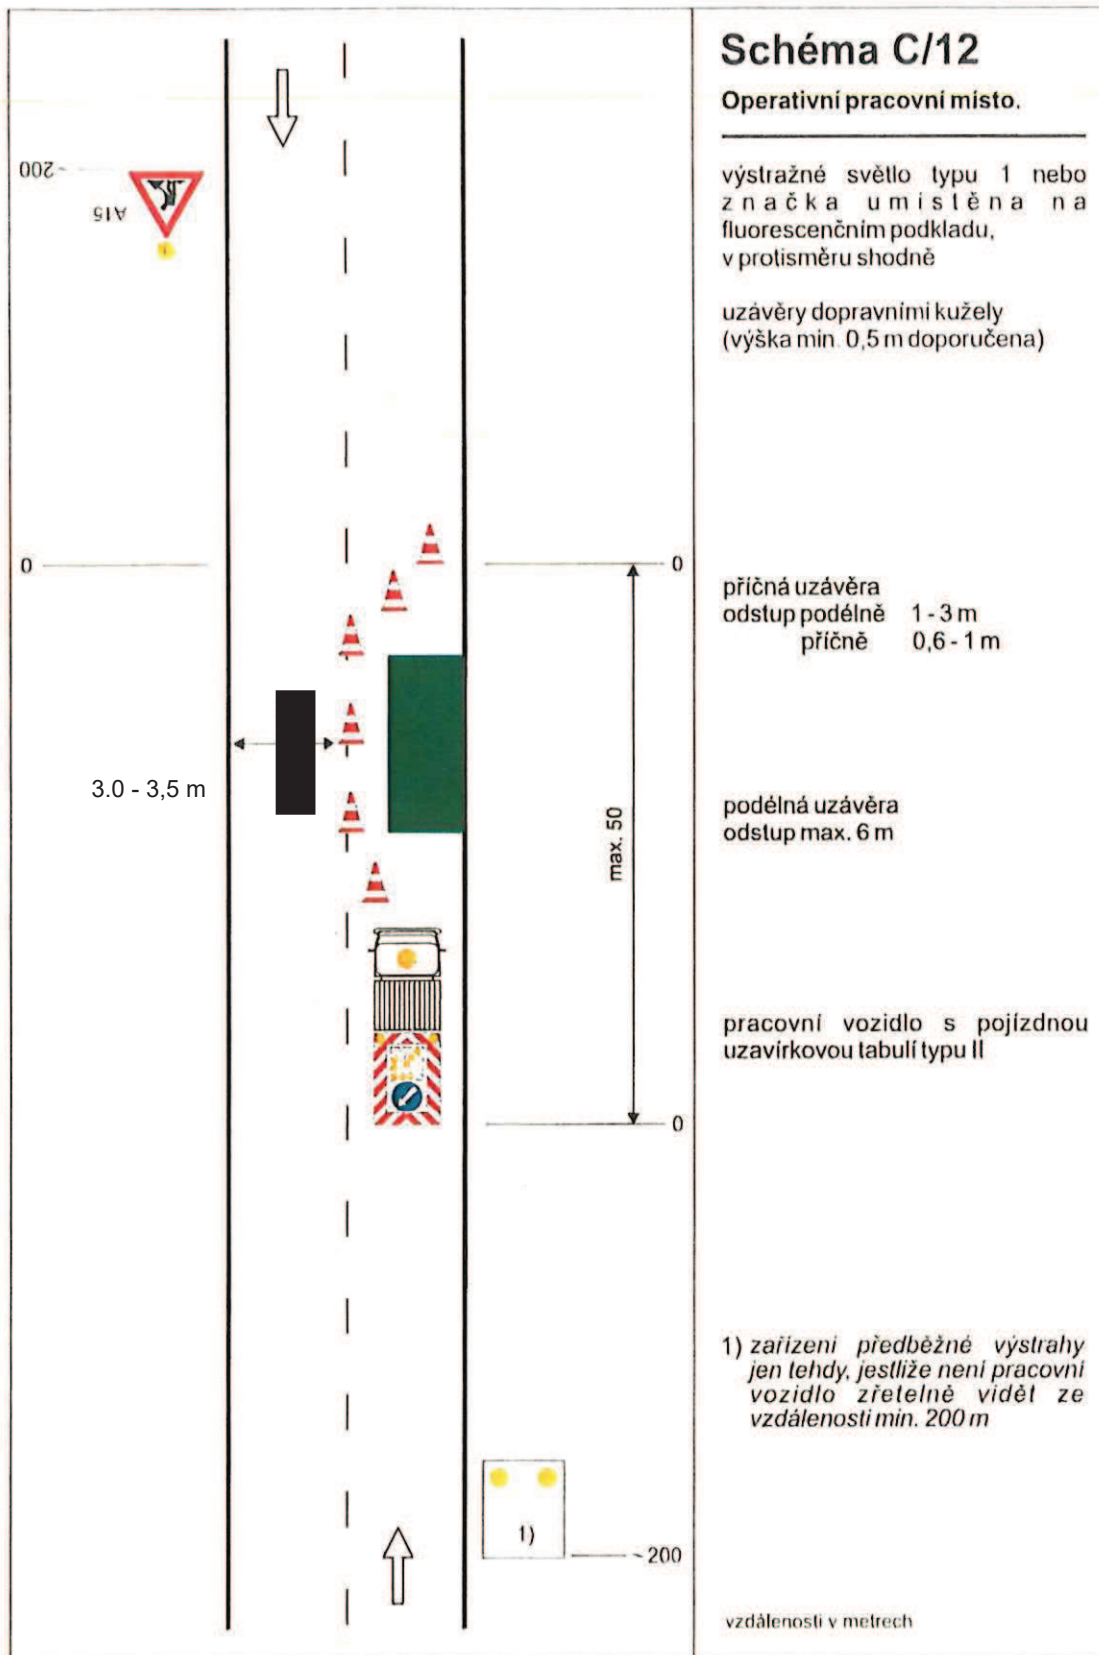 Schéma C/12
Operativní pracovní místo.
výstražné světlo typu 1 nebo
značka umístěna na
fluorescenčním podkladu,
v protisměru shodně
uzávěry dopravními kužely
(výška min. 0,5 m doporučena)
200
A15
0
0
příčná uzávěra
odstup podélně 1 - 3 m
příčně 0,6 - 1 m
3.0 - 3,5 m
max. 50
podélná uzávěra
odstup max. 6 m
pracovní vozidlo s pojízdnou
uzavírkovou tabulí typu II
0
1) zařízení předběžné výstrahy
jen tehdy, jestliže není pracovní
vozidlo zřetelně vidět ze
vzdálenosti min. 200 m
1)
~200
vzdálenosti v metrech